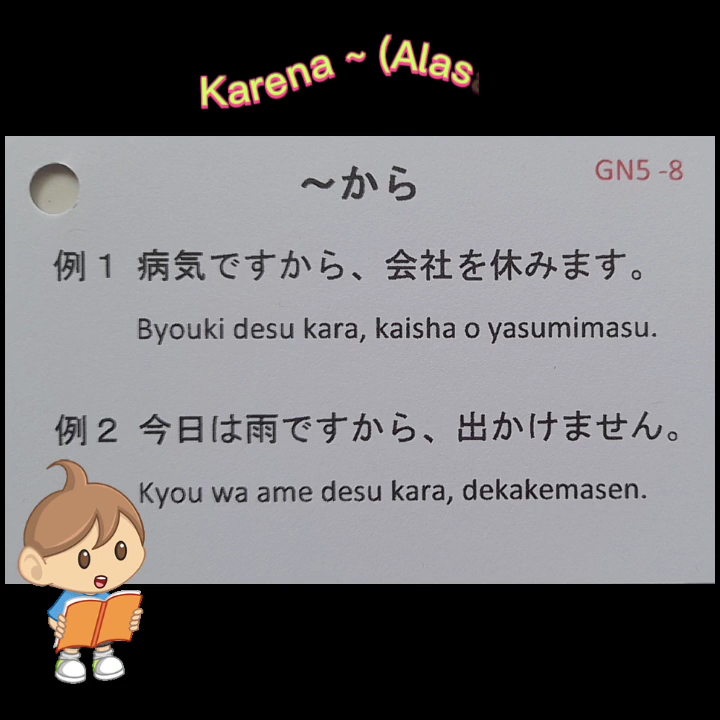 Karena ~ (Alas
GN5 -8
～から
例１ 病気ですから、会社を休みます。
Byouki desu kara, kaisha o yasumimasu.
例２ 今日は雨ですから、出かけません。
Kyou wa ame desu kara, dekakemasen.